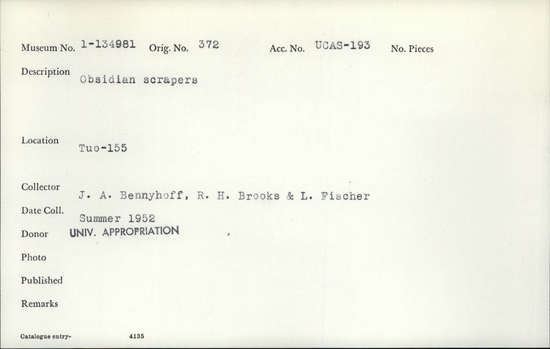 Museum No. 1-134981 Orig. No. 372 Acc. No. UCAS-193 No. Pieces
Description Obsidian scrapers
Location Tuo-155
Collector J. A. Bennyhoff, R. H. Brooks & L. Fischer
Date Coll. Summer 1952
Donor UNIV. APPROPRIATION
Photo
Published
Remarks
Catalogue entry- 4135